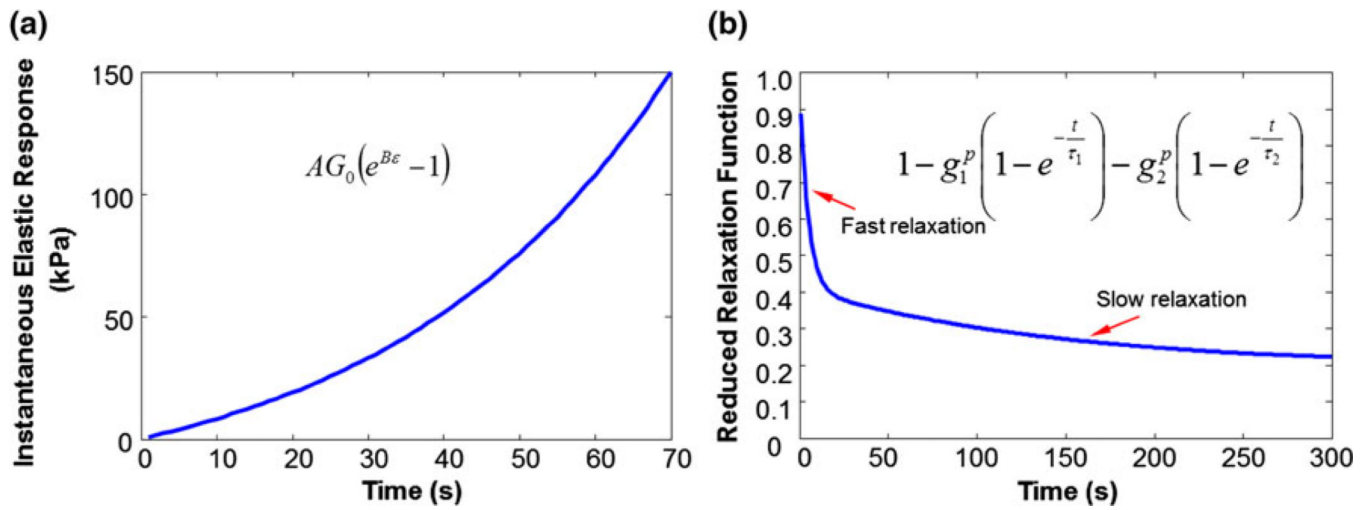 (a)
Instantaneous Elastic Response
(kPa)
150
100
50
0
AG₀(e^{Bε} − 1)
0 10 20 30 40 50 60 70
Time (s)
(b)
Reduced Relaxation Function
1.0
0.9
0.8
0.7
0.6
0.5
0.4
0.3
0.2
0.1
0
1 − g₁^p (1 − e^{−t/τ₁}) − g₂^p (1 − e^{−t/τ₂})
Fast relaxation
Slow relaxation
0 50 100 150 200 250 300
Time (s)